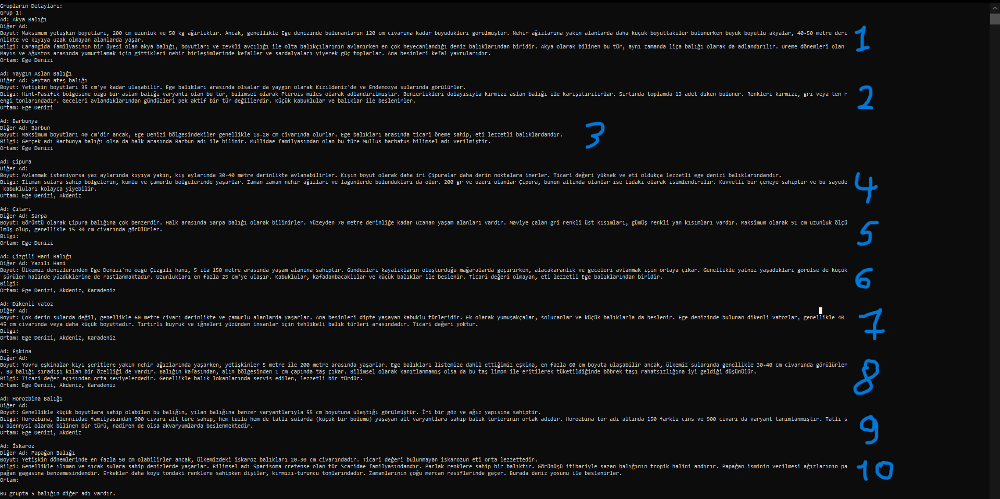 Grupların Detayları:
Grup 1:
Ad: Akya Balığı
Diğer Ad:
Boyut: Maksimum yetişkin boyutları, 200 cm uzunluk ve 50 kg ağırlıktır. Ancak, genellikle Ege denizinde bulunanların 120 cm civarına kadar büyüdükleri görülmüştür. Nehir ağızlarına yakın alanlarda daha küçük boyuttakiler bulunurken büyük boyutlu akyalar, 40-50 metre deri
nlikte ve kıyıya uzak olmayan alanlarda yaşar.
Bilgi: Carangida familyasının bir üyesi olan akya balığı, boyutları ve zevkli avcılığı ile olta balıkçılarının avlanırken en çok heyecanlandığı deniz balıklarından biridir. Akya olarak bilinen bu tür, aynı zamanda liça balığı olarak da adlandırılır. Üreme dönemleri olan
Mayıs ve Ağustos arasında yumurtlamak için gittikleri nehir birleşimlerinde kefaller ve sardalyaları yiyerek güç toplarlar. Ana besinleri kefal yavrularıdır.
Ortam: Ege Denizi
1
Ad: Yaygın Aslan Balığı
Diğer Ad: Şeytan ateş balığı
Boyut: Yetişkin boyutları 35 cm'ye kadar ulaşabilir. Ege balıkları arasında olsalar da yaygın olarak Kızıldeniz'de ve Endenozya sularında görülürler.
Bilgi: Hint-Pasifik bölgesine özgü bir aslan balığı varyantı olan bu tür, bilimsel olarak Pterois miles olarak adlandırılmıştır. Benzerlikleri dolayısıyla kırmızı aslan balığı ile karışıtırılırlar. Sırtında toplamda 13 adet diken bulunur. Renkleri kırmızı, gri veya ten r
engi tonlarındadır. Geceleri avlandıklarından gündüzleri pek aktif bir tür değillerdir. Küçük kabuklular ve balıklar ile beslenirler.
Ortam: Ege Denizi
2
Ad: Barbunya
Diğer Ad: Barbun
Boyut: Maksimum boyutları 40 cm'dir ancak, Ege Denizi bölgesindekiler genellikle 18-20 cm civarında olurlar. Ege balıkları arasında ticari öneme sahip, eti lezzetli balıklardandır.
Bilgi: Gerçek adı Barbunya balığı olsa da halk arasında Barbun adı ile bilinir. Mullidae familyasından olan bu türe Mullus barbatus bilimsel adı verilmiştir.
Ortam: Ege Denizi
3
Ad: Çipura
Diğer Ad:
Boyut: Avlanmak isteniyorsa yaz aylarında kıyıya yakın, kış aylarında 30-40 metre derinlikte avlanabilirler. Kışın boyut olarak daha iri Çipuralar daha derin noktalara inerler. Ticari değeri yüksek ve eti oldukça lezzetli ege denizi balıklarındandır.
Bilgi: Ilıman sulara sahip bölgelerin, kumlu ve çamurlu bölgelerinde yaşarlar. Zaman zaman nehir ağızları ve lagünlerde bulundukları da olur. 200 gr ve üzeri olanlar Çipura, bunun altında olanlar ise Lidaki olarak isimlendirilir. Kuvvetli bir çeneye sahiptir ve bu sayede
kabukluları kolayca yiyebilir.
Ortam: Ege Denizi, Akdeniz
4
Ad: Çitari
Diğer Ad: Sarpa
Boyut: Görüntü olarak Çipura balığına çok benzerdir. Halk arasında Sarpa balığı olarak bilinirler. Yüzeyden 70 metre derinliğe kadar uzanan yaşam alanları vardır. Maviye çalan gri renkli üst kısımları, gümüş renkli yan kısımları vardır. Maksimum olarak 51 cm uzunluk ölçü
lmüş olup, genellikle 15-30 cm civarında görülürler.
Bilgi:
Ortam: Ege Denizi
5
Ad: Çizgili Hani Balığı
Diğer Ad: Yazılı Hani
Boyut: Ülkemiz denizlerinden Ege Denizi'ne özgü Çizgili hani, 5 ila 150 metre arasında yaşam alanına sahiptir. Gündüzleri kayalıkların oluşturduğu mağaralarda geçirirken, alacakaranlık ve geceleri avlanmak için ortaya çıkar. Genellikle yalnız yaşadıkları görülse de küçük
sürüler halinde yüzdüklerine de rastlanmaktadır. Uzunlukları en fazla 25 cm'ye ulaşır. Kabuklular, kafadanbacaklılar ve küçük balıklar ile beslenir. Ticari değeri olmayan, eti lezzetli Ege balıklarından biridir.
Bilgi:
Ortam: Ege Denizi, Akdeniz, Karadeniz
6
Ad: Dikenli vatoz
Diğer Ad:
Boyut: Çok derin sularda değil, genellikle 60 metre civarı derinlikte ve çamurlu alanlarda yaşarlar. Ana besinleri dipte yaşayan kabuklu türleridir. Ek olarak yumuşakçalar, solucanlar ve küçük balıklarla da beslenir. Ege denizinde bulunan dikenli vatozlar, genellikle 40-
45 cm civarında veya daha küçük boyuttadır. Tırtırlı kuyruk ve iğneleri yüzünden insanlar için tehlikeli balık türleri arasındadır. Ticari değeri yoktur.
Bilgi:
Ortam: Ege Denizi, Akdeniz, Karadeniz
7
Ad: Eşkina
Diğer Ad:
Boyut: Yavru eşkinalar kıyı şeritlere yakın nehir ağızlarında yaşarken, yetişkinler 5 metre ile 200 metre arasında yaşarlar. Ege balıkları listemize dahil ettiğimiz eşkina, en fazla 60 cm boyuta ulaşabilir ancak, ülkemiz sularında genellikle 30-40 cm civarında görülürler
. Bu balığı sıradışı kılan bir özelliği de vardır. Balığın kafasından, alın bölgesinden 1 cm çapında taş çıkar. Bilimsel olarak kanıtlanmamış olsa da bu taş limon ile eritilerek tüketildiğinde böbrek taşı rahatsızlığına iyi geldiği düşünülür.
Bilgi: Ticari değer açısından orta seviyelerdedir. Genellikle balık lokanlarında servis edilen, lezzetli bir türdür.
Ortam: Ege Denizi, Akdeniz, Karadeniz
8
Ad: Horozbina Balığı
Diğer Ad:
Boyut: Genellikle küçük boyutlara sahip olabilen bu balığın, yılan balığına benzer varyantlarıyla 55 cm boyutuna ulaştığı görülmüştür. İri bir göz ve ağız yapısına sahiptir.
Bilgi: Horozbina, Blenniidae familyasından 900 civarı alt türe sahip, hem tuzlu hem de tatlı sularda (küçük bir bölümü) yaşayan alt varyantlara sahip balık türlerinin ortak adıdır. Horozbina tür adı altında 150 farklı cins ve 900 civarı da varyant tanımlanmıştır. Tatlı s
u blennysi olarak bilinen bir türü, nadiren de olsa akvaryumlarda beslenmektedir.
Ortam: Ege Denizi, Akdeniz
9
Ad: İskaroz
Diğer Ad: Papağan Balığı
Boyut: Yetişkin dönemlerinde en fazla 50 cm olabilirler ancak, ülkemizdeki iskaroz balıkları 20-30 cm civarındadır. Ticari değeri bulunmayan iskarozun eti orta lezzettedir.
Bilgi: Genellikle ılıman ve sıcak sulara sahip denizlerde yaşarlar. Bilimsel adı Sparisoma cretense olan tür Scaridae familyasındandır. Parlak renklere sahip bir balıktır. Görünüşü itibariyle sazan balığının tropik halini andırır. Papağan isminin verilmesi ağızlarının pa
pağan gagasına benzemesindendir. Erkekler daha koyu tondaki renklere sahipken dişiler, kırmızı-turuncu tonlarındadır. Zamanlarının çoğu mercan resiflerinde geçer. Burada deniz yosunu ile beslenirler.
Ortam:
10
Bu grupta 5 balığın diğer adı vardır.